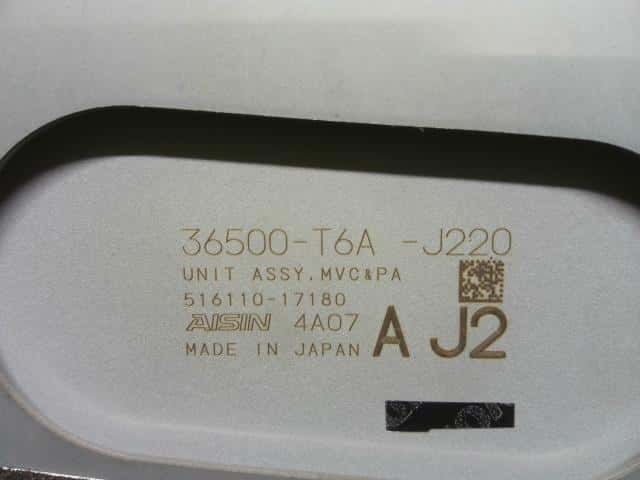 36500-T6A -J220
UNIT ASSY.MVC&PA
516110-17180
AISIN 4A07
MADE IN JAPAN A J2